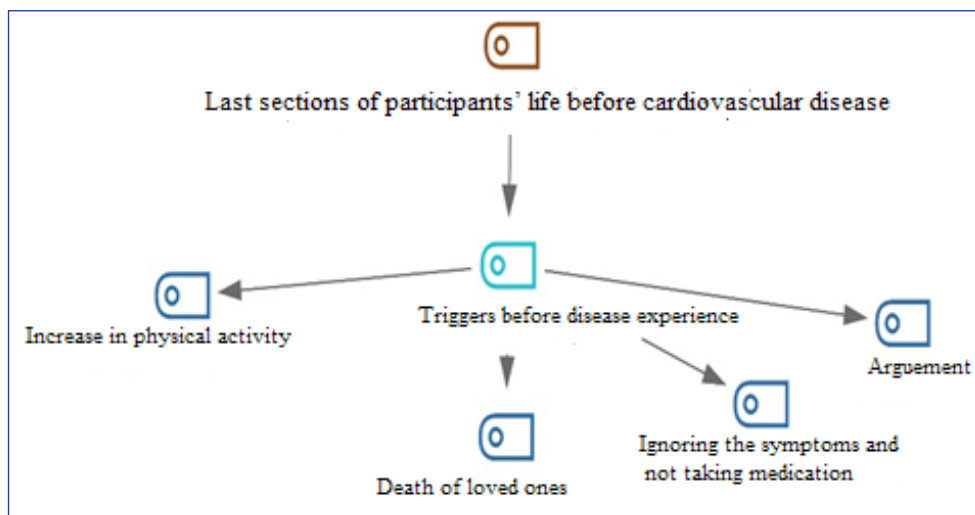 Last sections of participants’ life before cardiovascular disease
Triggers before disease experience
Increase in physical activity
Arguement
Ignoring the symptoms and
not taking medication
Death of loved ones